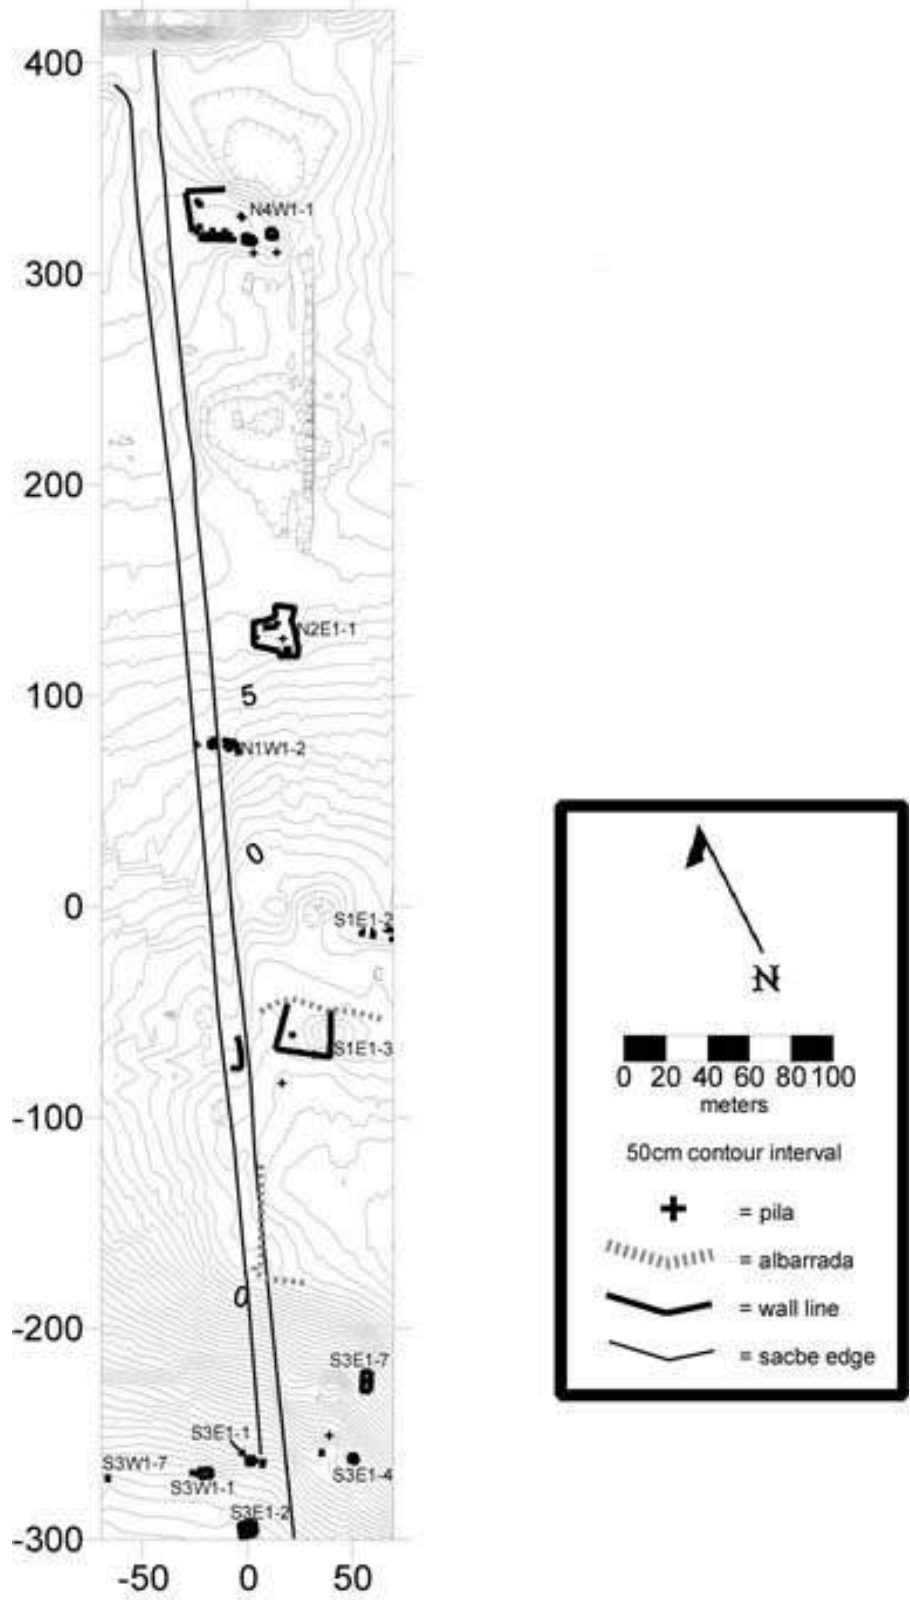 400
N4W1-1
300
200
N2E1-1
100
5
N1W1-2
0
0
S1E1-2
S1E1-3
-100
0
-200
S3E1-7
S3E1-1
S3W1-7
S3W1-1
S3E1-4
S3E1-2
-300
-50 0 50
N
0 20 40 60 80 100
meters
50cm contour interval
= pila
= albarrada
= wall line
= sacbe edge